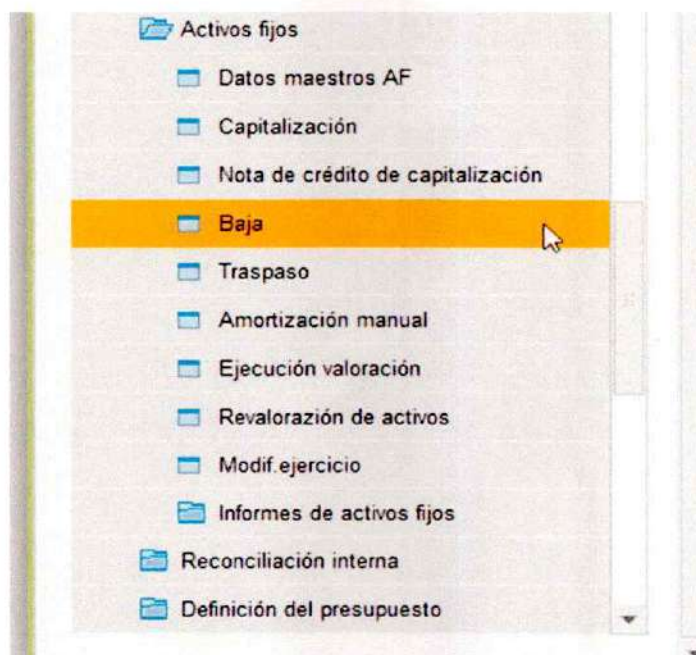 Activos fijos
Datos maestros AF
Capitalización
Nota de crédito de capitalización
Baja
Traspaso
Amortización manual
Ejecución valoración
Revalorazión de activos
Modif.ejercicio
Informes de activos fijos
Reconciliación interna
Definición del presupuesto